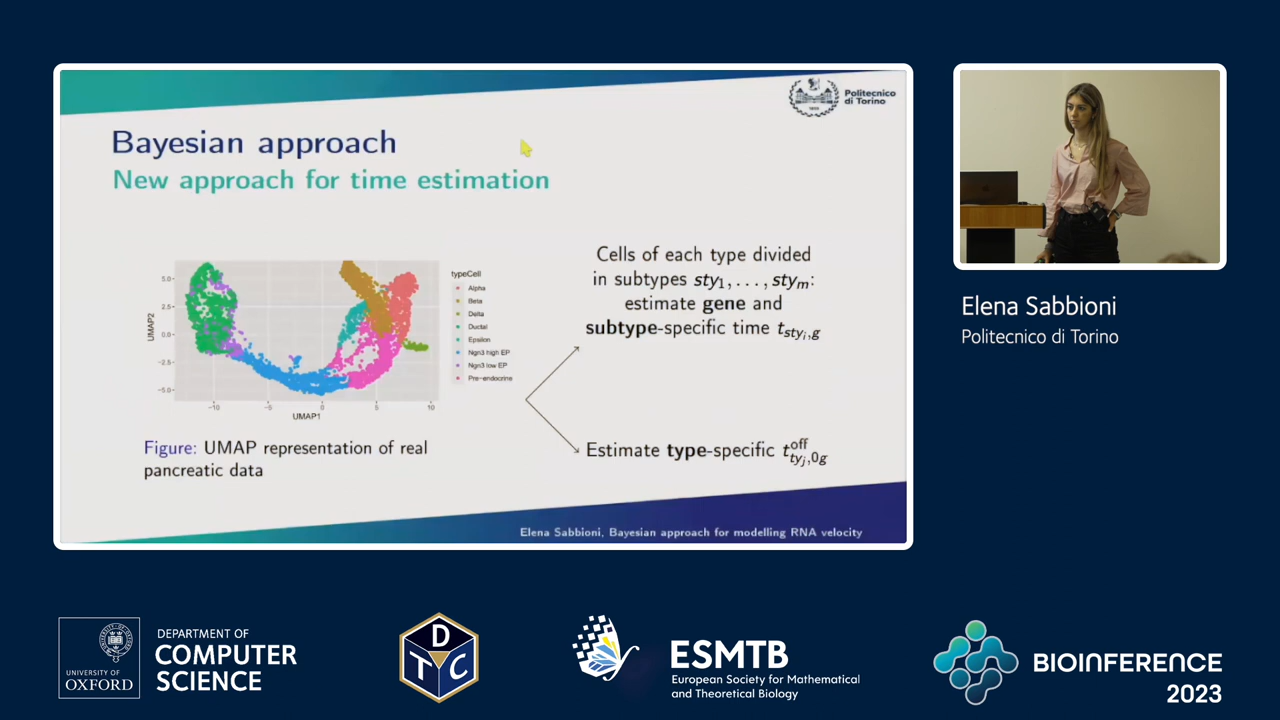 Politecnico
di Torino
Bayesian approach
New approach for time estimation
Cells of each type divided
in subtypes sty1, . . . , stym:
estimate gene and
subtype-specific time tstyi,g
UMAP2
5.0
2.5
0.0
−2.5
−5.0
−10
−5
0
5
10
UMAP1
typeCell
Alpha
Beta
Delta
Ductal
Epsilon
Ngn3 high EP
Ngn3 low EP
Pre−endocrine
Figure: UMAP representation of real
pancreatic data
Estimate type-specific t^off_tyj,0g
Elena Sabbioni, Bayesian approach for modelling RNA velocity
Elena Sabbioni
Politecnico di Torino
UNIVERSITY OF
OXFORD
DEPARTMENT OF
COMPUTER
SCIENCE
D
T C
ESMTB
European Society for Mathematical
and Theoretical Biology
BIOINFERENCE
2023